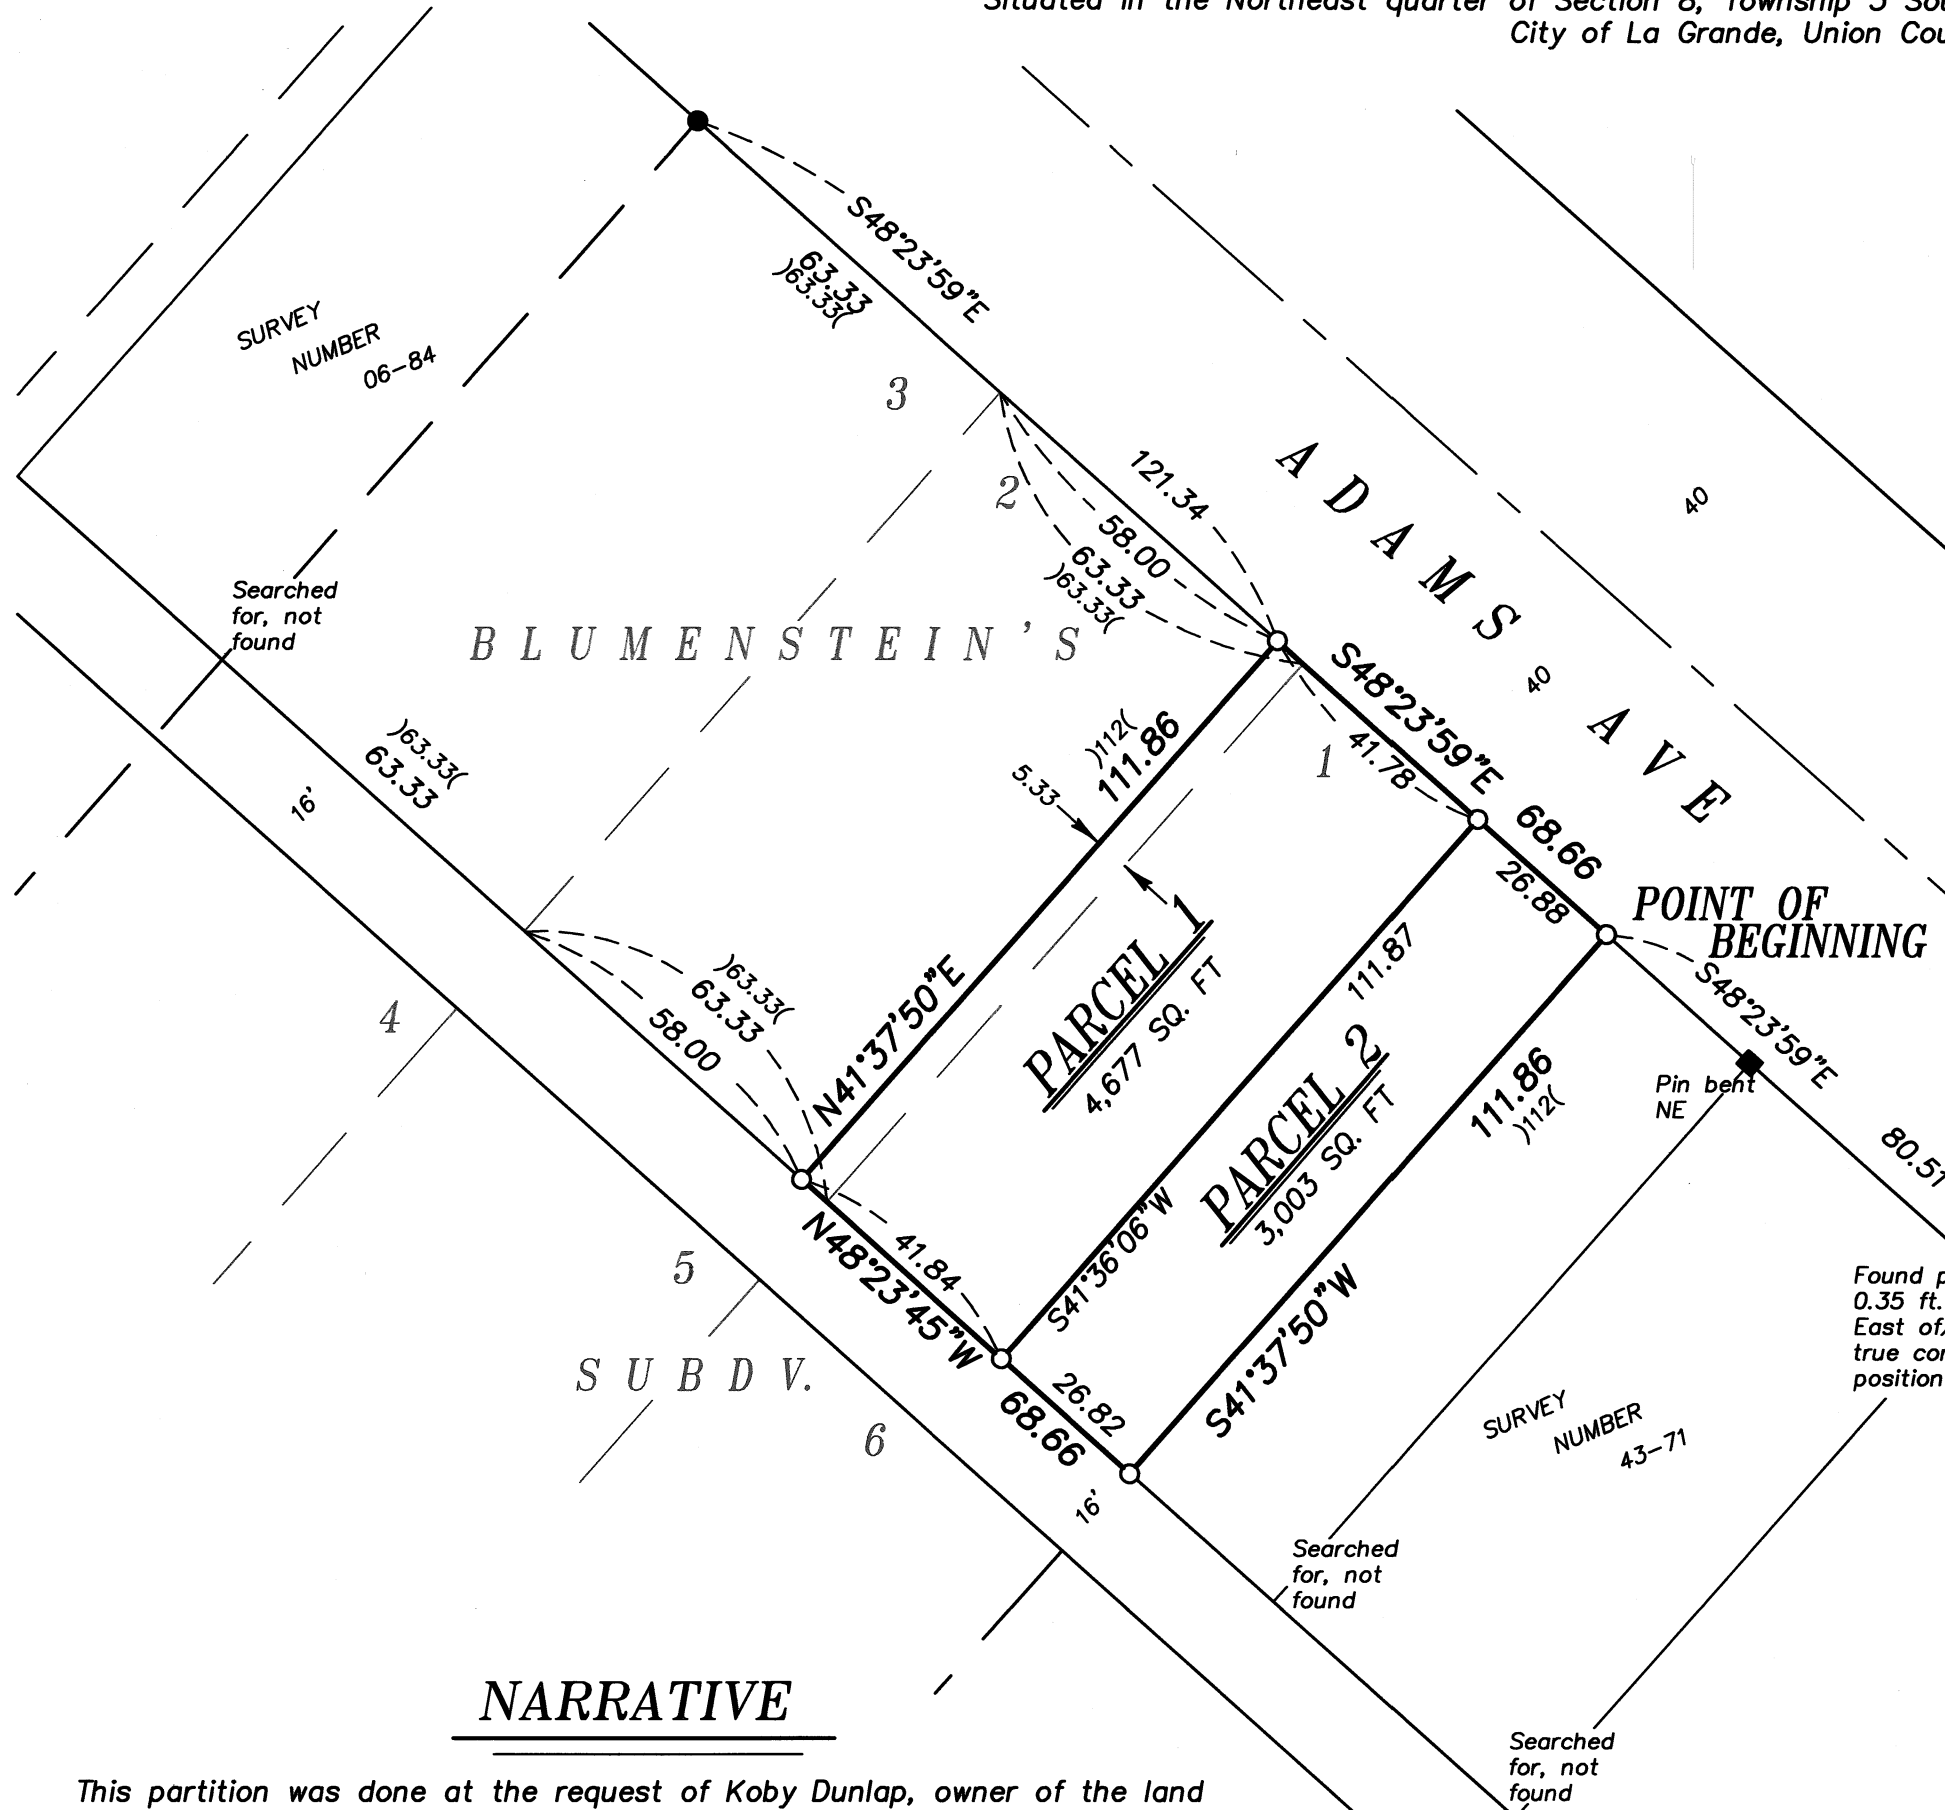 Situated in the Northeast quarter of Section 8, Township 3
City of La Grande, Union
S48°23'59"E
63.33
)63.33(
SURVEY
NUMBER
06-84
3
2
121.34
58.00
63.33
)63.33(
ADAMS AVE
40
40
Searched
for, not
found
BLUMENSTEIN'S
S48°23'59"E
68.66
)112(
111.86
5.33
1
41.78
)63.33(
63.33
16'
26.88
POINT OF
BEGINNING
S48°23'59"E
PARCEL 1
4,677 SQ. FT
111.87
N41°37'50"E
)63.33(
63.33
58.00
4
PARCEL 2
3,003 SQ. FT
111.86
)112(
Pin bent
NE
80.51
S41°36'06"W
41.84
N48°23'45"W
68.66
5
S41°37'50"W
26.82
SUBDV.
6
16'
Found
0.35 ft.
East of
true
position
SURVEY
NUMBER
43-71
Searched
for, not
found
Searched
for, not
found
NARRATIVE
This partition was done at the request of Koby Dunlap, owner of the land